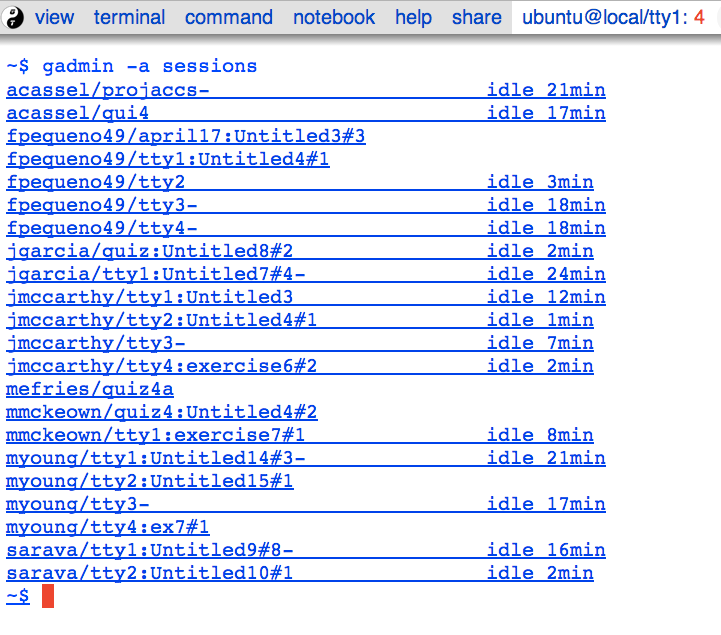 view terminal command notebook help share ubuntu@local/tty1: 4
~$ gadmin -a sessions
acassel/projaccs- idle 21min
acassel/qui4 idle 17min
fpequeno49/april17:Untitled3#3
fpequeno49/tty1:Untitled4#1
fpequeno49/tty2 idle 3min
fpequeno49/tty3- idle 18min
fpequeno49/tty4- idle 18min
jgarcia/quiz:Untitled8#2 idle 2min
jgarcia/tty1:Untitled7#4- idle 24min
jmccarthy/tty1:Untitled3 idle 12min
jmccarthy/tty2:Untitled4#1 idle 1min
jmccarthy/tty3- idle 7min
jmccarthy/tty4:exercise6#2 idle 2min
mefries/quiz4a
mmckeown/quiz4:Untitled4#2
mmckeown/tty1:exercise7#1 idle 8min
myoung/tty1:Untitled14#3- idle 21min
myoung/tty2:Untitled15#1
myoung/tty3- idle 17min
myoung/tty4:ex7#1
sarava/tty1:Untitled9#8- idle 16min
sarava/tty2:Untitled10#1 idle 2min
~$